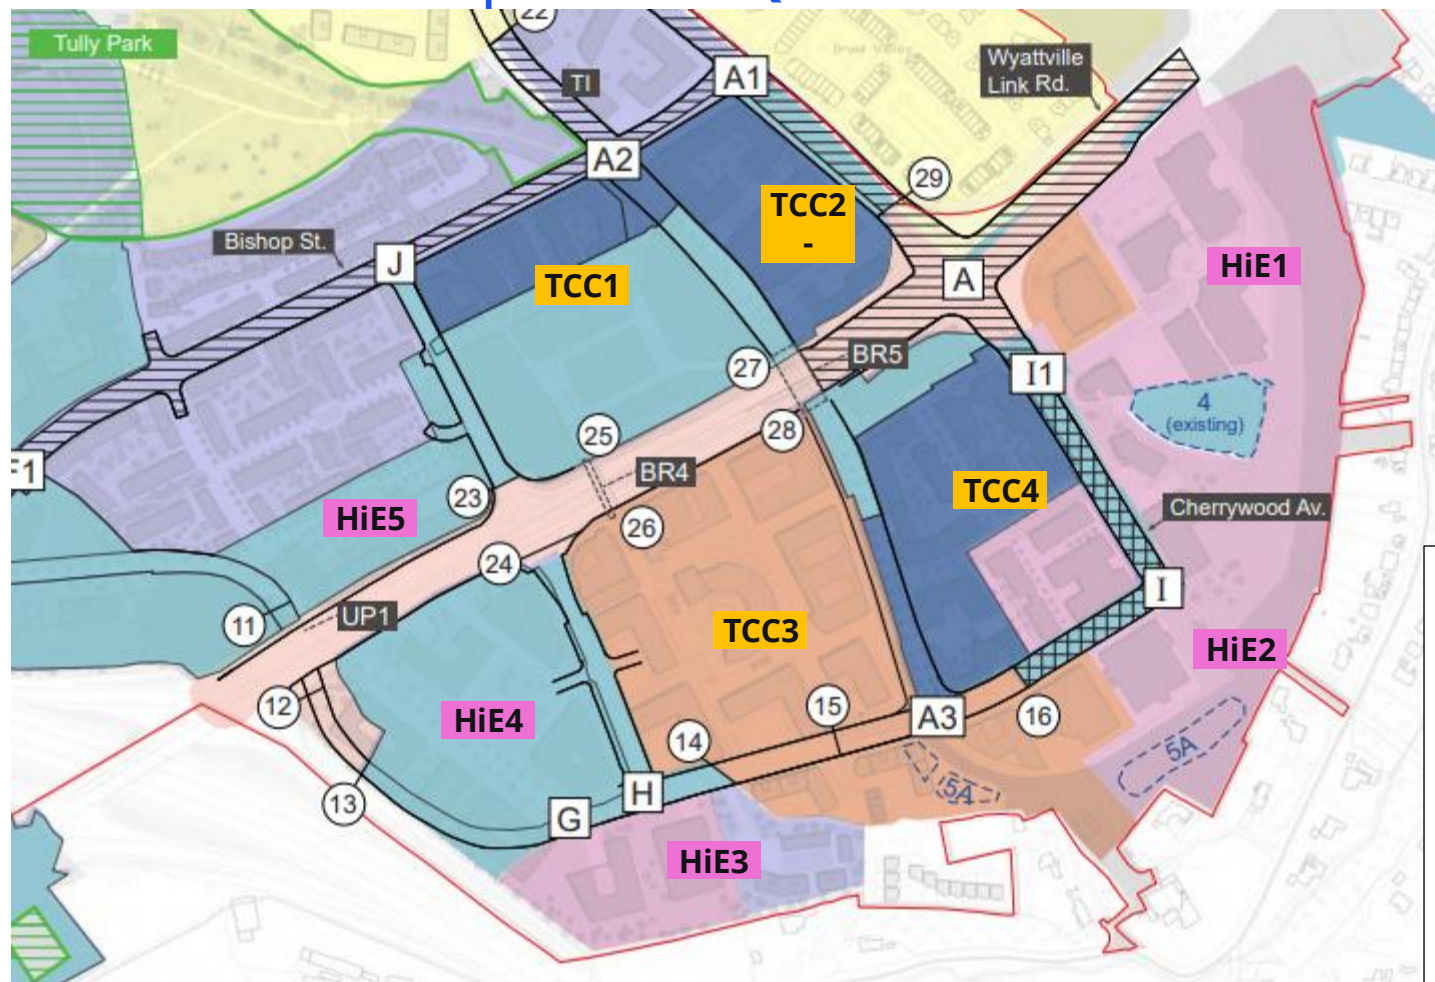 22
Tully Park
TI
A1
Wyattville
Link Rd.
A2
29
TCC2
-
Bishop St.
J
TCC1
A
HiE1
27
BR5
I1
4
(existing)
25
28
F1
BR4
TCC4
23
HiE5
26
Cherrywood Av.
24
I
11
UP1
TCC3
HiE2
12
HiE4
15
A3
16
14
5A
13
H
5A
G
HiE3